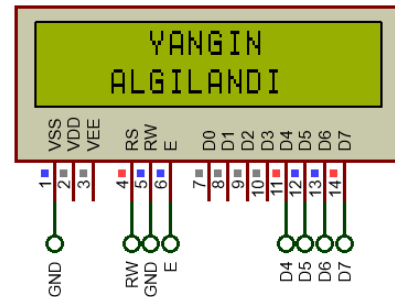 YANGIN
ALGILANDI
VSS VDD VEE RS RW E D0 D1 D2 D3 D4 D5 D6 D7
1 2 3 4 5 6 7 8 9 10 11 12 13 14
GND RW GND E D4 D5 D6 D7